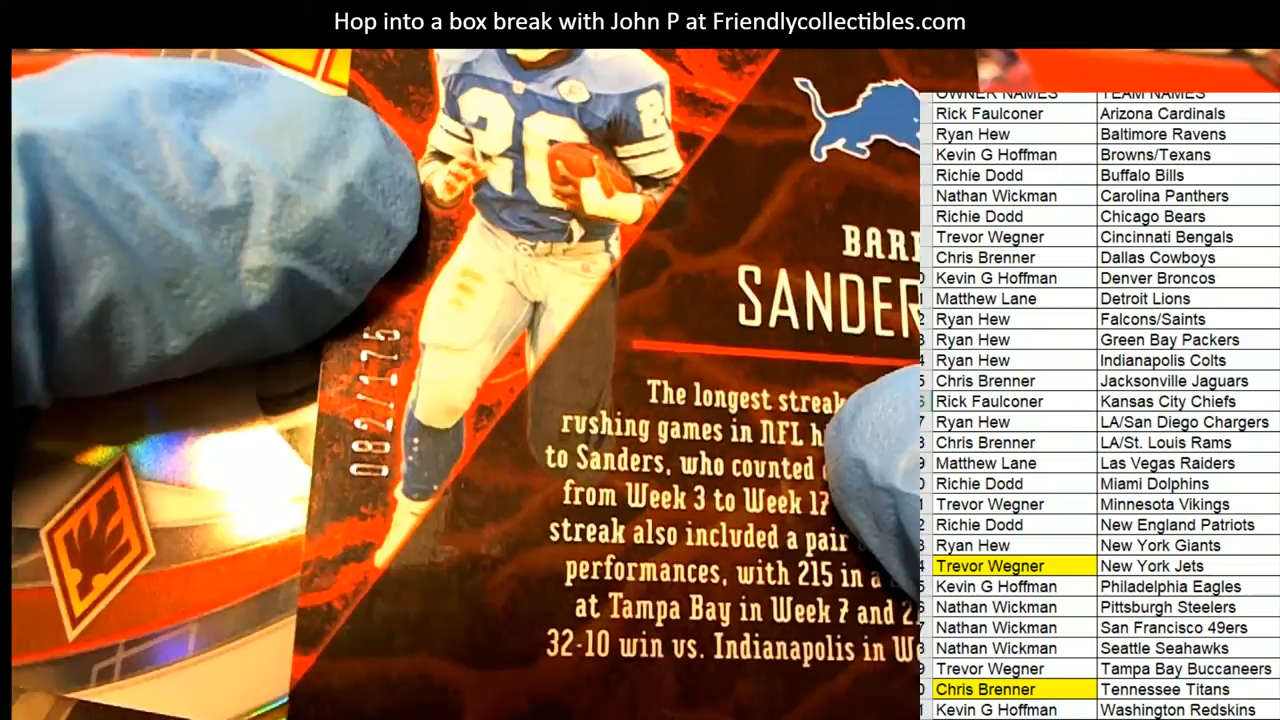 Hop into a box break with John P at Friendlycollectibles.com
20
082/175
SANDER
The longest streak
rushing games in NFL
to Sanders, who counted
from Week 3 to Week 17
streak also included a pair
performances, with 215 in a
at Tampa Bay in Week 7 and
32-10 win vs. Indianapolis in
OWNER NAMES TEAM NAMES
Rick Faulconer Arizona Cardinals
Ryan Hew Baltimore Ravens
Kevin G Hoffman Browns/Texans
Richie Dodd Buffalo Bills
Nathan Wickman Carolina Panthers
Richie Dodd Chicago Bears
Trevor Wegner Cincinnati Bengals
Chris Brenner Dallas Cowboys
Kevin G Hoffman Denver Broncos
Matthew Lane Detroit Lions
Ryan Hew Falcons/Saints
Ryan Hew Green Bay Packers
Ryan Hew Indianapolis Colts
Chris Brenner Jacksonville Jaguars
Rick Faulconer Kansas City Chiefs
Ryan Hew LA/San Diego Chargers
Chris Brenner LA/St. Louis Rams
Matthew Lane Las Vegas Raiders
Richie Dodd Miami Dolphins
Trevor Wegner Minnesota Vikings
Richie Dodd New England Patriots
Ryan Hew New York Giants
Trevor Wegner New York Jets
Kevin G Hoffman Philadelphia Eagles
Nathan Wickman Pittsburgh Steelers
Nathan Wickman San Francisco 49ers
Nathan Wickman Seattle Seahawks
Trevor Wegner Tampa Bay Buccaneers
Chris Brenner Tennessee Titans
Kevin G Hoffman Washington Redskins